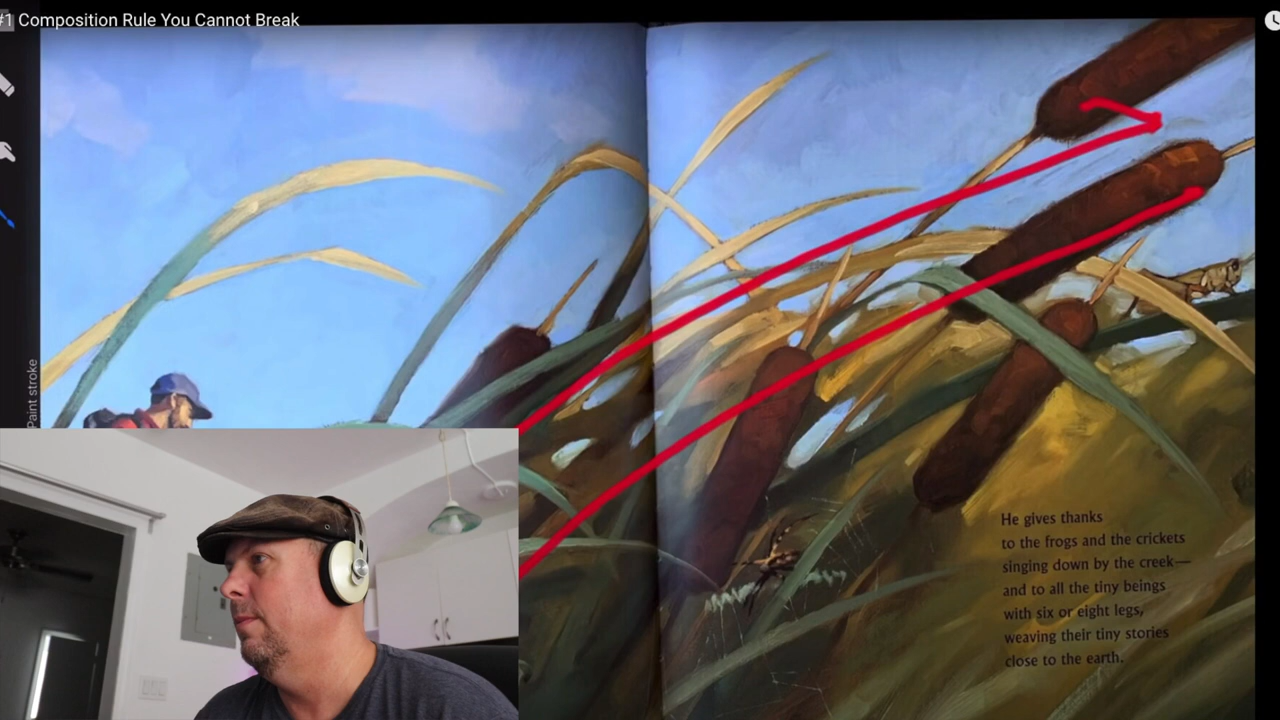 #1 Composition Rule You Cannot Break
Paint stroke
He gives thanks
to the frogs and the crickets
singing down by the creek—
and to all the tiny beings
with six or eight legs,
weaving their tiny stories
close to the earth.